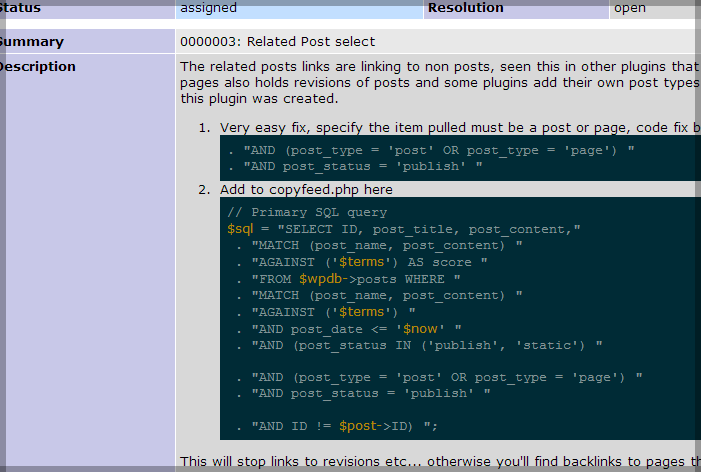 Status assigned Resolution open
Summary 0000003: Related Post select
Description The related posts links are linking to non posts, seen this in other plugins that
pages also holds revisions of posts and some plugins add their own post types
this plugin was created.
1. Very easy fix, specify the item pulled must be a post or page, code fix b
. "AND (post_type = 'post' OR post_type = 'page') "
. "AND post_status = 'publish' "
2. Add to copyfeed.php here
// Primary SQL query
$sql = "SELECT ID, post_title, post_content,"
. "MATCH (post_name, post_content) "
. "AGAINST ('$terms') AS score "
. "FROM $wpdb->posts WHERE "
. "MATCH (post_name, post_content) "
. "AGAINST ('$terms') "
. "AND post_date <= '$now' "
. "AND (post_status IN ('publish', 'static') "
. "AND (post_type = 'post' OR post_type = 'page') "
. "AND post_status = 'publish' "
. "AND ID != $post->ID) ";
This will stop links to revisions etc... otherwise you'll find backlinks to pages th